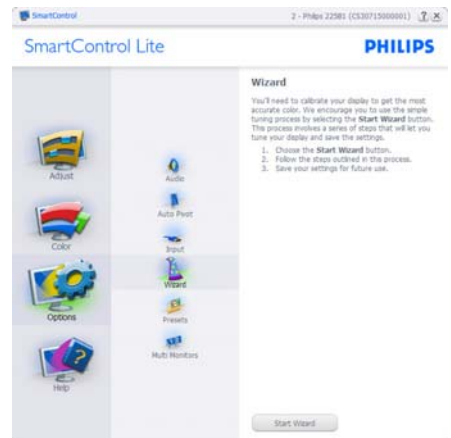 SmartControl
2 - Philips 225B1 (CS30715000001) ? X
SmartControl Lite
PHILIPS
Adjust
Color
Options
Help
Audio
Auto Pivot
Input
Wizard
Presets
Multi Monitors
Wizard
You'll need to calibrate your display to get the most
accurate color. We encourage you to use the simple
tuning process by selecting the Start Wizard button.
This process involves a series of steps that will let you
tune your display and save the settings.
1. Choose the Start Wizard button.
2. Follow the steps outlined in this process.
3. Save your settings for future use.
Start Wizard